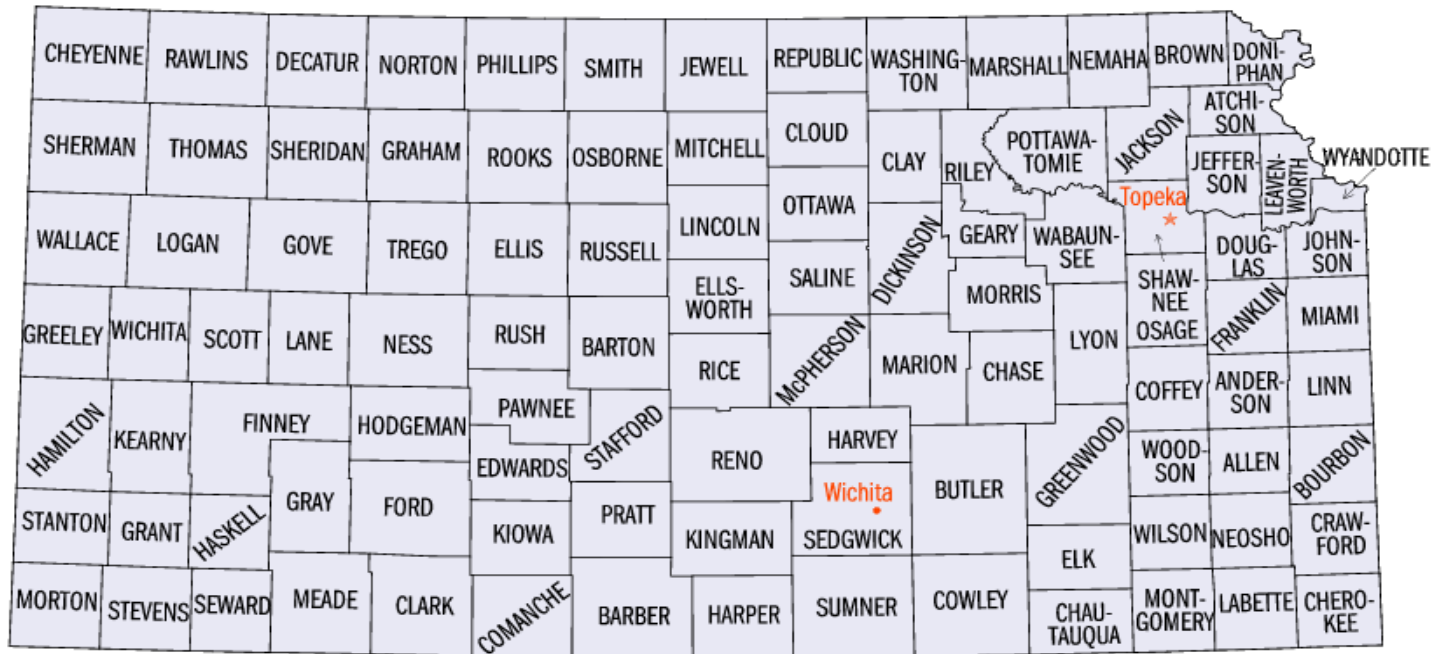 CHEYENNE
RAWLINS
DECATUR
NORTON
PHILLIPS
SMITH
JEWELL
REPUBLIC
WASHING-
TON
MARSHALL
NEMAHA
BROWN
DONI-
PHAN
SHERMAN
THOMAS
SHERIDAN
GRAHAM
ROOKS
OSBORNE
MITCHELL
CLOUD
CLAY
RILEY
POTTAWA-
TOMIE
JACKSON
ATCHI-
SON
JEFFER-
SON
LEAVEN-
WORTH
WYANDOTTE
WALLACE
LOGAN
GOVE
TREGO
ELLIS
RUSSELL
LINCOLN
OTTAWA
SALINE
DICKINSON
GEARY
WABAUN-
SEE
Topeka
SHAW-
NEE
DOUG-
LAS
JOHN-
SON
GREELEY
WICHITA
SCOTT
LANE
NESS
RUSH
BARTON
ELLS-
WORTH
RICE
McPHERSON
MARION
MORRIS
CHASE
LYON
OSAGE
FRANKLIN
MIAMI
HAMILTON
KEARNY
FINNEY
HODGEMAN
PAWNEE
STAFFORD
EDWARDS
RENO
HARVEY
BUTLER
GREENWOOD
COFFEY
ANDER-
SON
LINN
WOOD-
SON
ALLEN
BOURBON
STANTON
GRANT
HASKELL
GRAY
FORD
KIOWA
PRATT
KINGMAN
Wichita
SEDGWICK
ELK
WILSON
NEOSHO
CRAW-
FORD
MORTON
STEVENS
SEWARD
MEADE
CLARK
COMANCHE
BARBER
HARPER
SUMNER
COWLEY
CHAU-
TAUQUA
MONT-
GOMERY
LABETTE
CHERO-
KEE